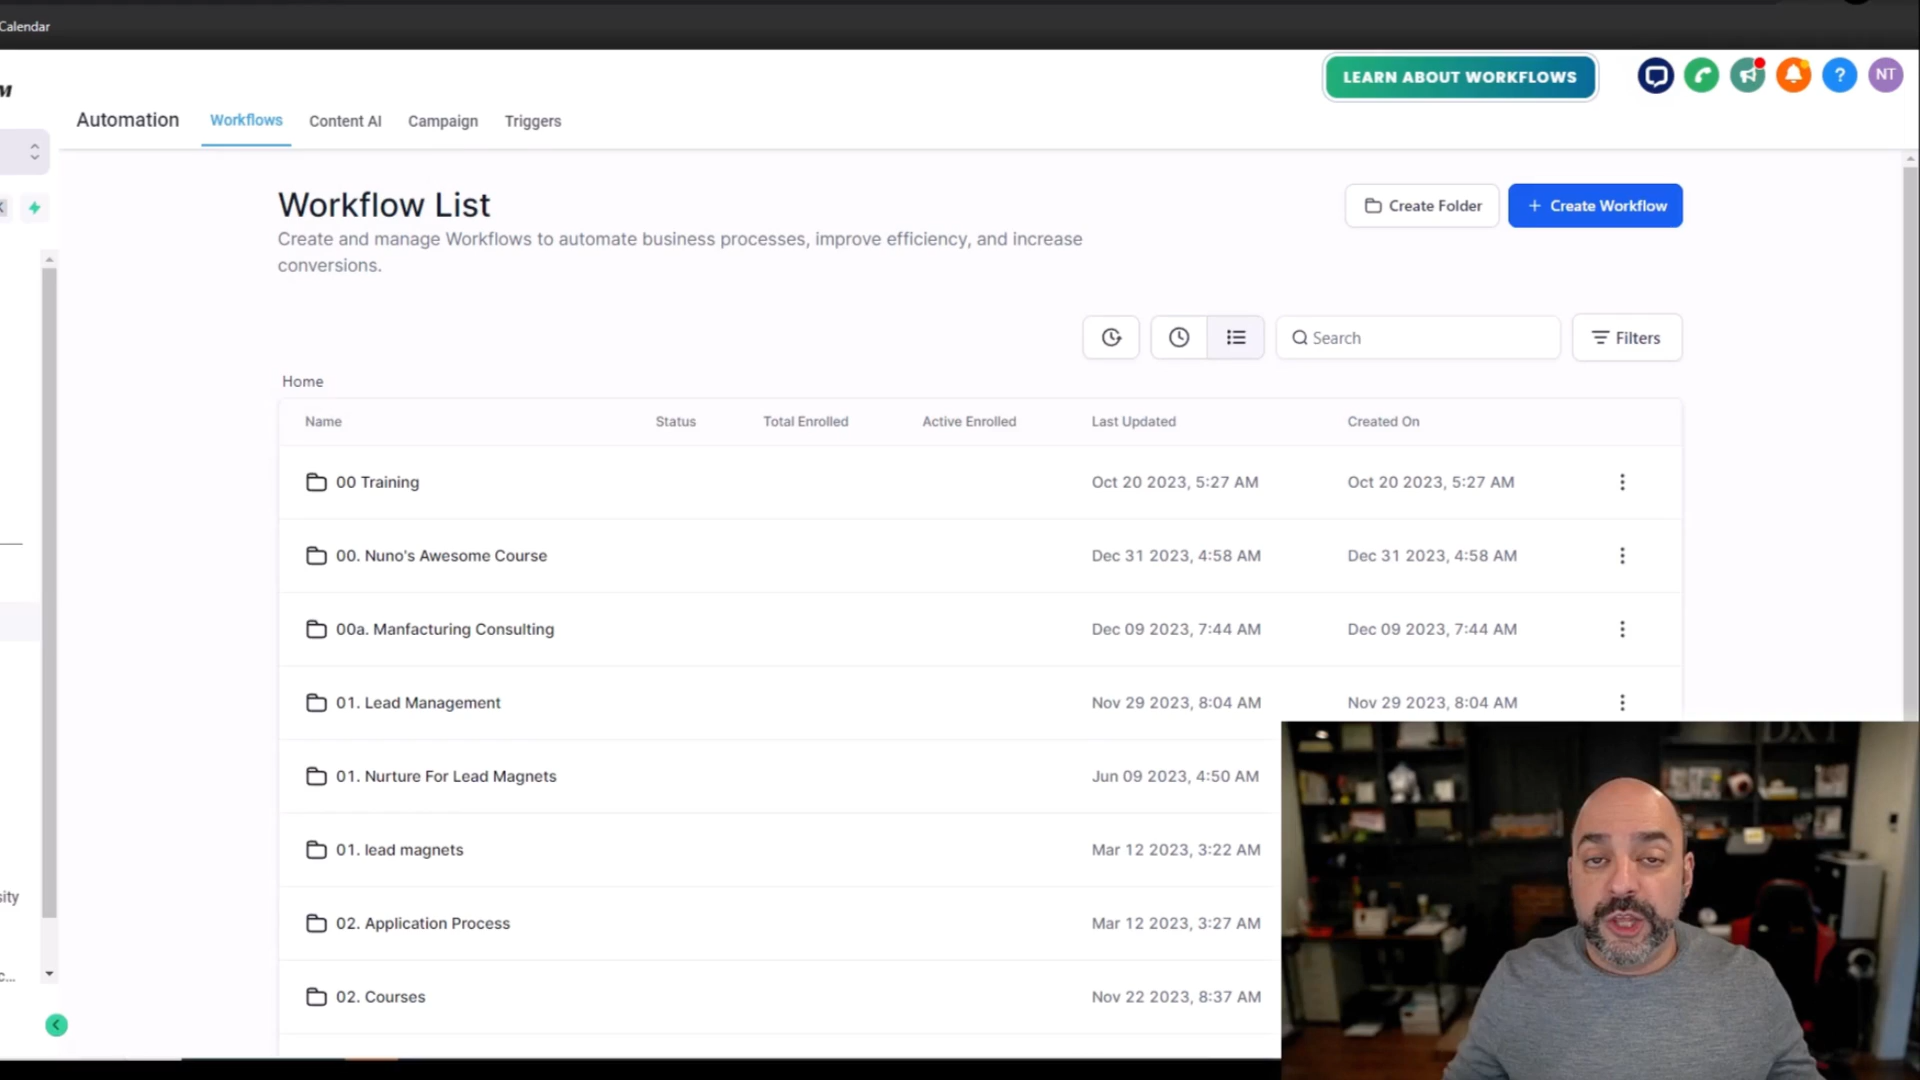 Calendar
LEARN ABOUT WORKFLOWS
NT
Automation
Workflows
Content AI
Campaign
Triggers
Workflow List
Create and manage Workflows to automate business processes, improve efficiency, and increase
conversions.
Create Folder
+ Create Workflow
Search
Filters
Home
Name Status Total Enrolled Active Enrolled Last Updated Created On
00 Training Oct 20 2023, 5:27 AM Oct 20 2023, 5:27 AM
00. Nuno's Awesome Course Dec 31 2023, 4:58 AM Dec 31 2023, 4:58 AM
00a. Manfacturing Consulting Dec 09 2023, 7:44 AM Dec 09 2023, 7:44 AM
01. Lead Management Nov 29 2023, 8:04 AM Nov 29 2023, 8:04 AM
01. Nurture For Lead Magnets Jun 09 2023, 4:50 AM
01. lead magnets Mar 12 2023, 3:22 AM
02. Application Process Mar 12 2023, 3:27 AM
02. Courses Nov 22 2023, 8:37 AM